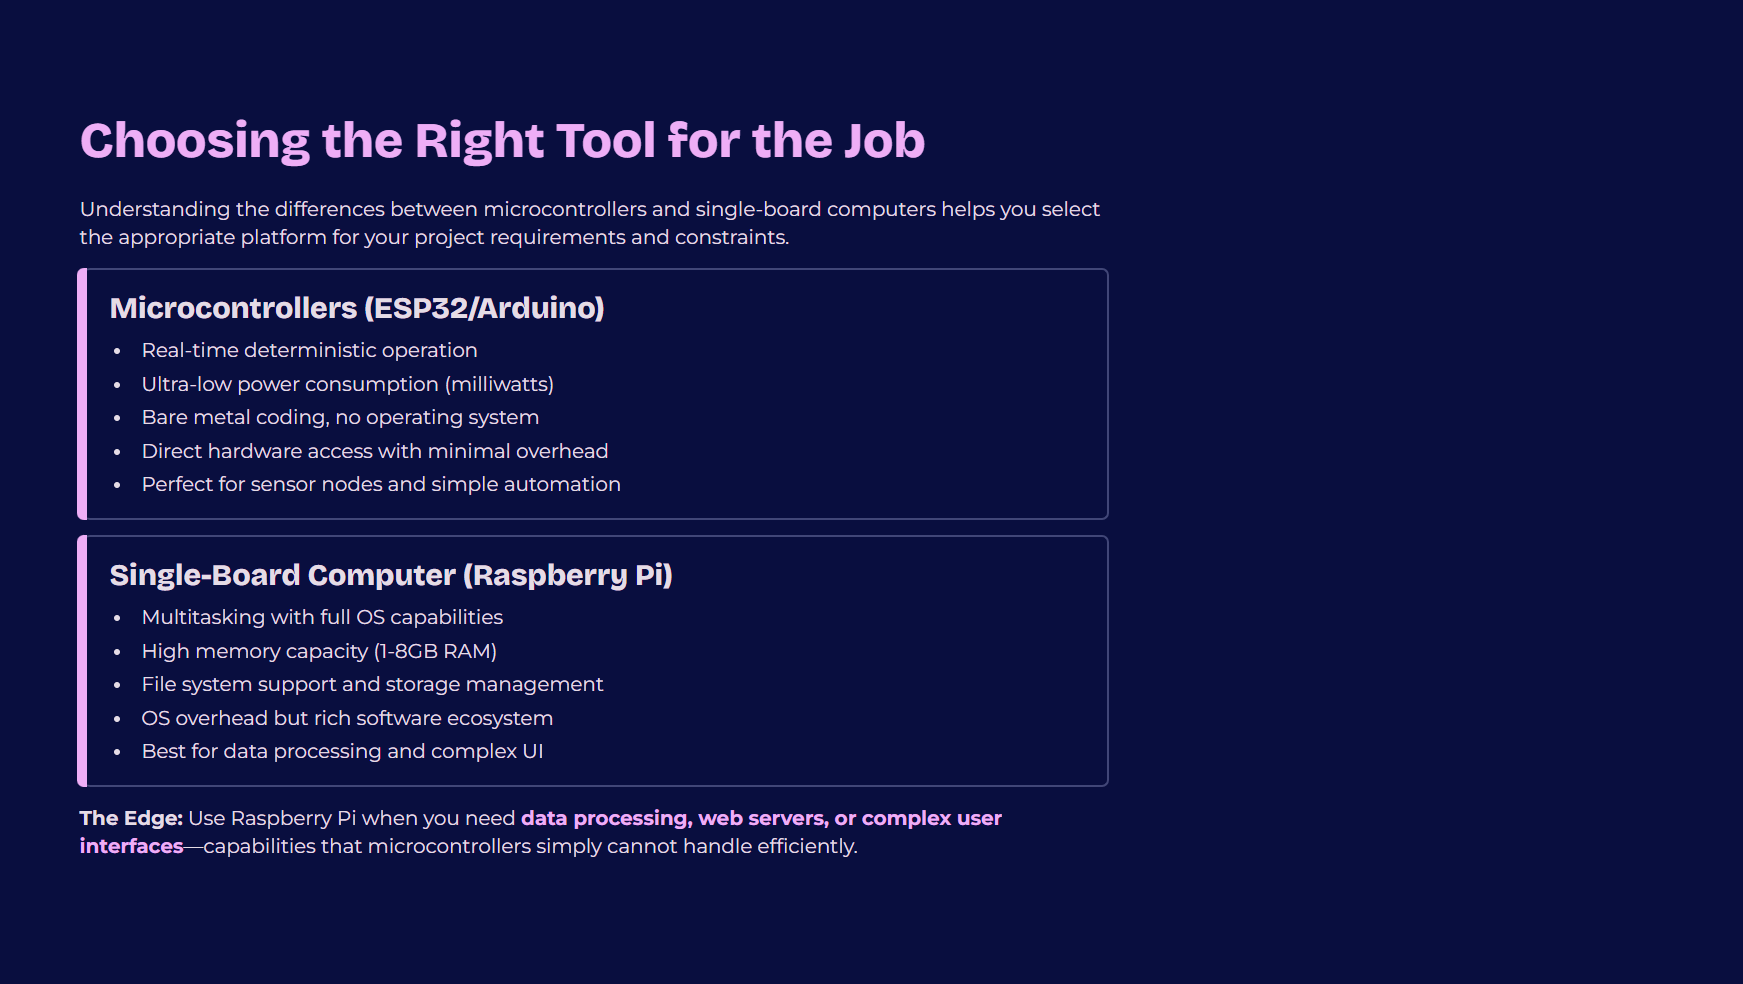 Choosing the Right Tool for the Job
Understanding the differences between microcontrollers and single-board computers helps you select
the appropriate platform for your project requirements and constraints.
Microcontrollers (ESP32/Arduino)
• Real-time deterministic operation
• Ultra-low power consumption (milliwatts)
• Bare metal coding, no operating system
• Direct hardware access with minimal overhead
• Perfect for sensor nodes and simple automation
Single-Board Computer (Raspberry Pi)
• Multitasking with full OS capabilities
• High memory capacity (1-8GB RAM)
• File system support and storage management
• OS overhead but rich software ecosystem
• Best for data processing and complex UI
The Edge: Use Raspberry Pi when you need data processing, web servers, or complex user
interfaces—capabilities that microcontrollers simply cannot handle efficiently.